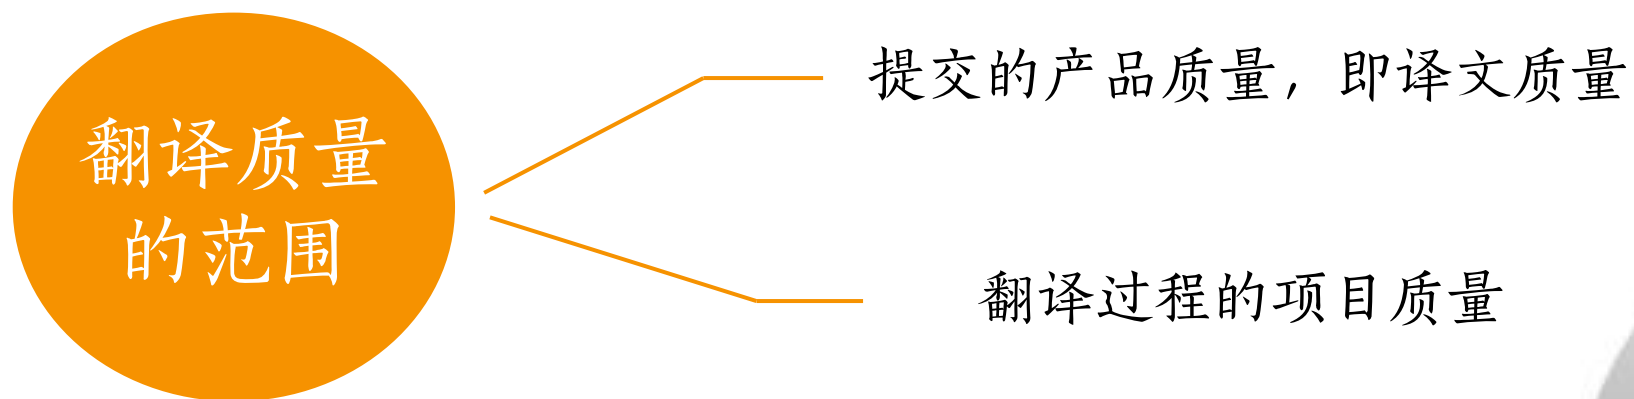 翻译质量
的范围
提交的产品质量，即译文质量
翻译过程的项目质量